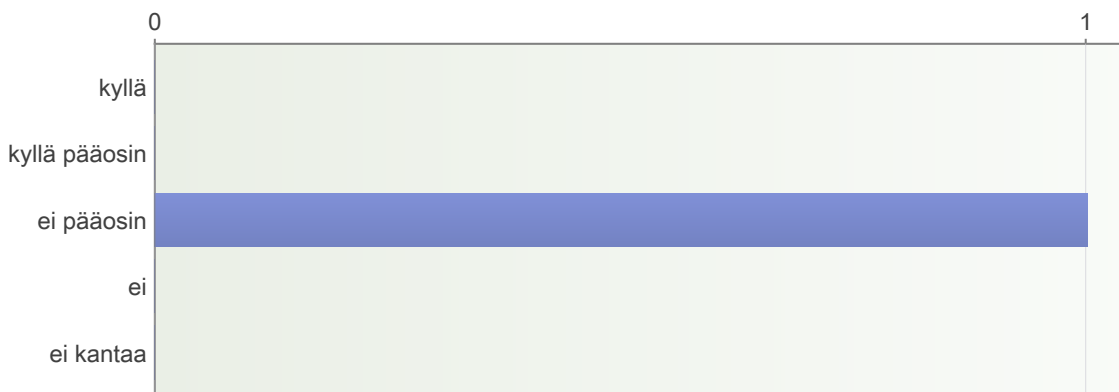 0 1
kyllä
kyllä pääosin
ei pääosin
ei
ei kantaa